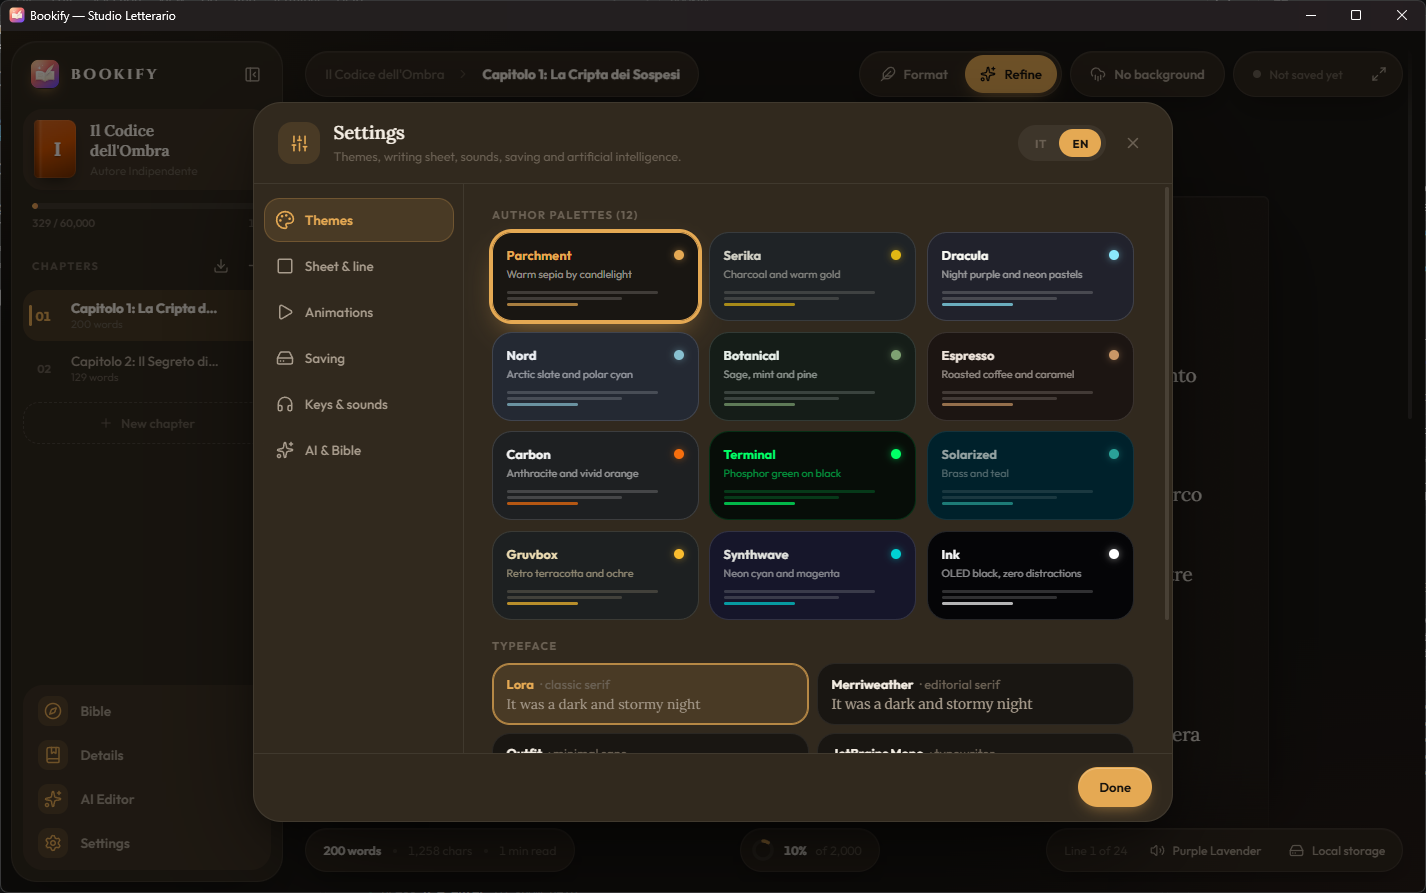 Bookify — Studio Letterario
BOOKIFY
Il Codice dell'Ombra
Capitolo 1: La Cripta dei Sospesi
Format
Refine
No background
Not saved yet
I
Il Codice
dell'Ombra
Autore Indipendente
329 / 60,000
CHAPTERS
01
Capitolo 1: La Cripta d...
200 words
02
Capitolo 2: Il Segreto di...
129 words
+ New chapter
Bible
Details
AI Editor
Settings
Settings
Themes, writing sheet, sounds, saving and artificial intelligence.
IT
EN
Themes
Sheet & line
Animations
Saving
Keys & sounds
AI & Bible
AUTHOR PALETTES (12)
Parchment
Warm sepia by candlelight
Serika
Charcoal and warm gold
Dracula
Night purple and neon pastels
Nord
Arctic slate and polar cyan
Botanical
Sage, mint and pine
Espresso
Roasted coffee and caramel
Carbon
Anthracite and vivid orange
Terminal
Phosphor green on black
Solarized
Brass and teal
Gruvbox
Retro terracotta and ochre
Synthwave
Neon cyan and magenta
Ink
OLED black, zero distractions
TYPEFACE
Lora · classic serif
It was a dark and stormy night
Merriweather · editorial serif
It was a dark and stormy night
Outfit · minimal sans
JetBrains Mono · typewriter
Done
200 words • 1,258 chars • 1 min read
10% of 2,000
Line 1 of 24
Purple Lavender
Local storage